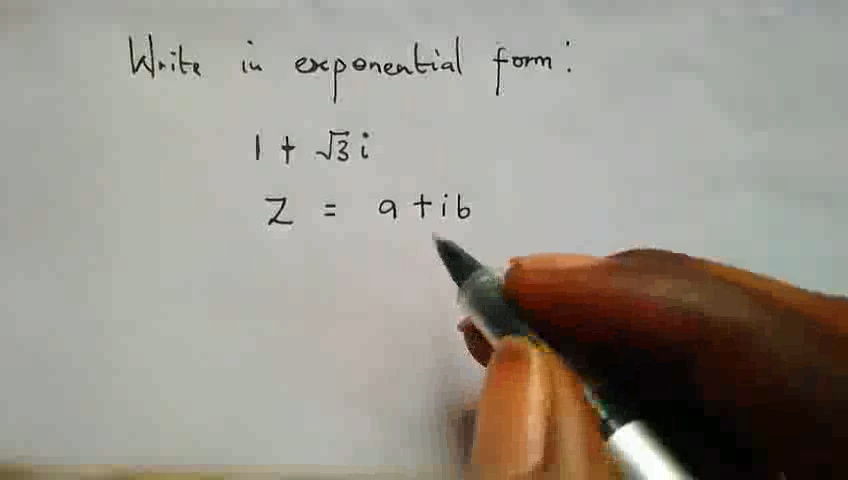 Write in exponential form:
1 + √3 i
Z = a + ib